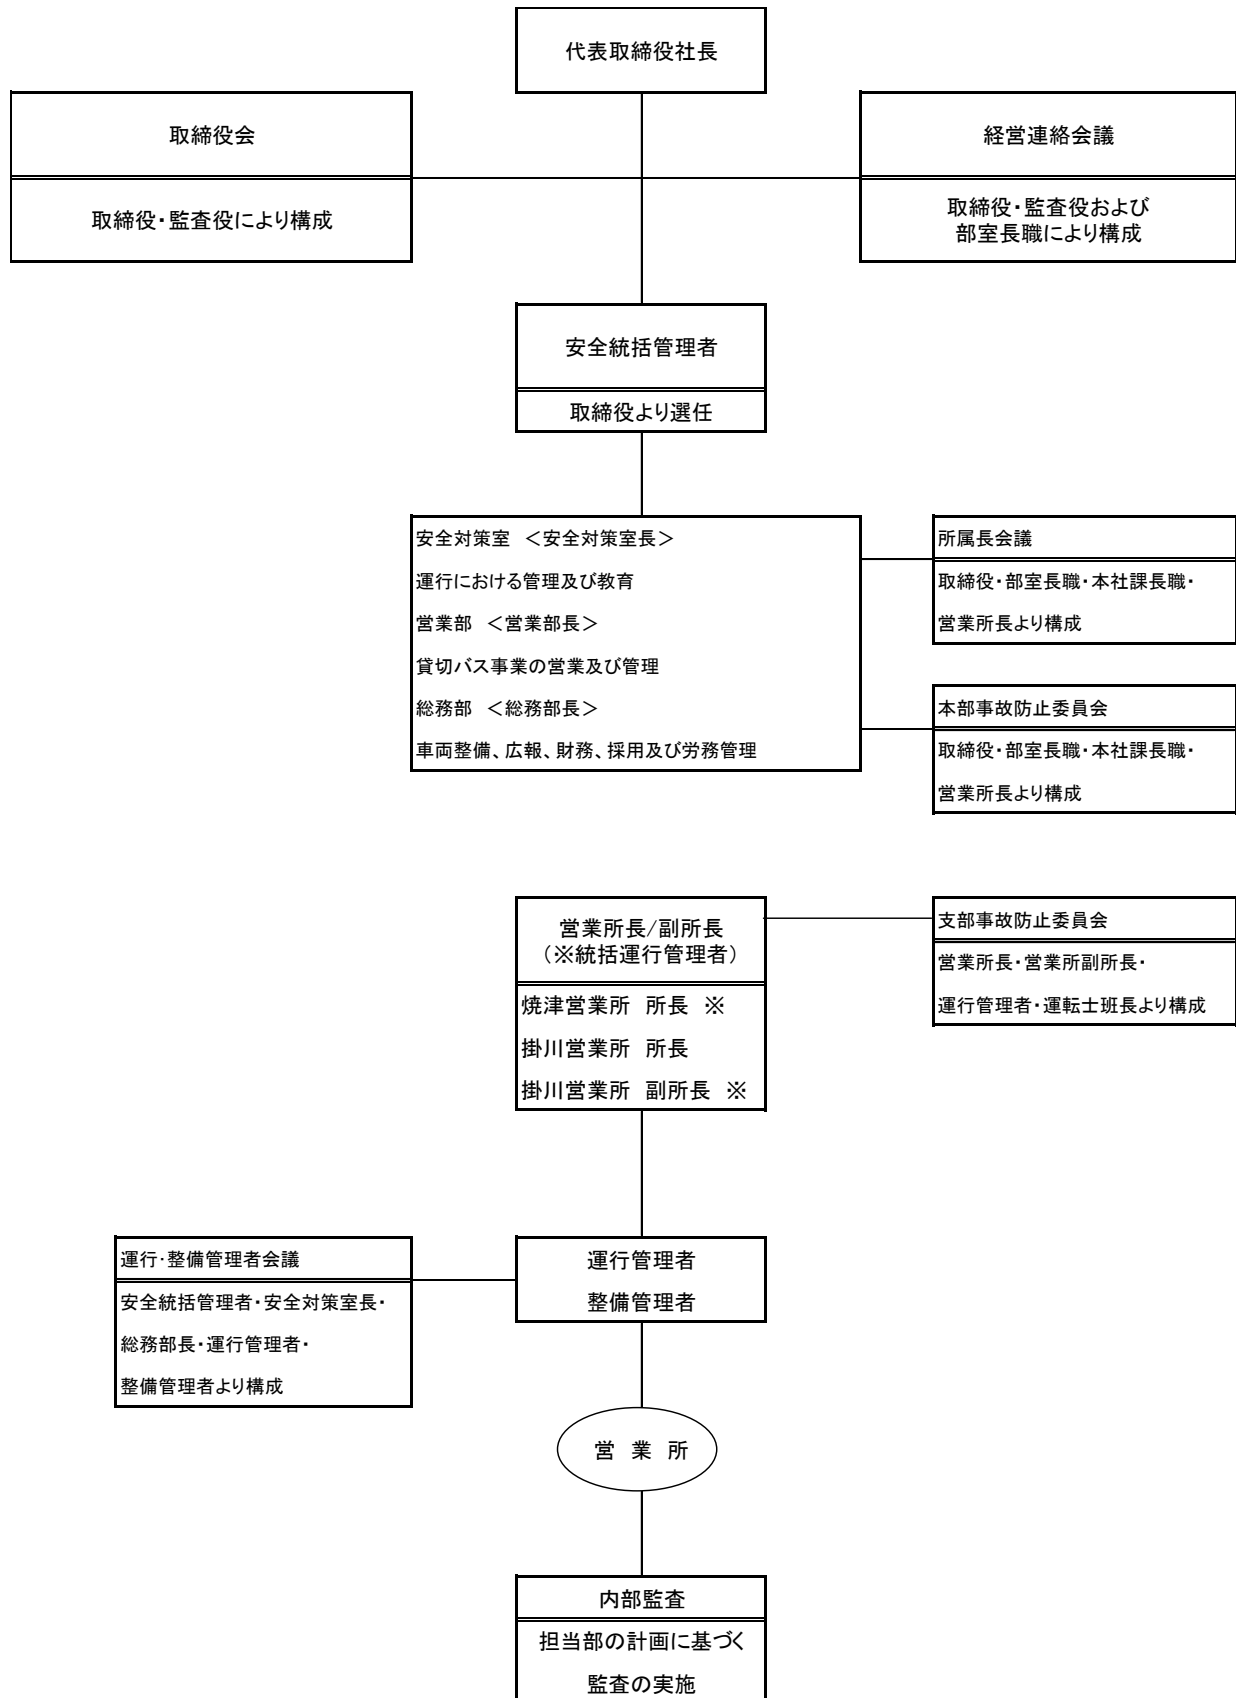 代表取締役社長
取締役会
取締役・監査役により構成
経営連絡会議
取締役・監査役および
部室長職により構成
安全統括管理者
取締役より選任
安全対策室 ＜安全対策室長＞
運行における管理及び教育
営業部 ＜営業部長＞
貸切バス事業の営業及び管理
総務部 ＜総務部長＞
車両整備、広報、財務、採用及び労務管理
所属長会議
取締役・部室長職・本社課長職・
営業所長より構成
本部事故防止委員会
取締役・部室長職・本社課長職・
営業所長より構成
営業所長/副所長
（※統括運行管理者）
焼津営業所 所長 ※
掛川営業所 所長
掛川営業所 副所長 ※
支部事故防止委員会
営業所長・営業所副所長・
運行管理者・運転士班長より構成
運行・整備管理者会議
安全統括管理者・安全対策室長・
総務部長・運行管理者・
整備管理者より構成
運行管理者
整備管理者
営 業 所
内部監査
担当部の計画に基づく
監査の実施